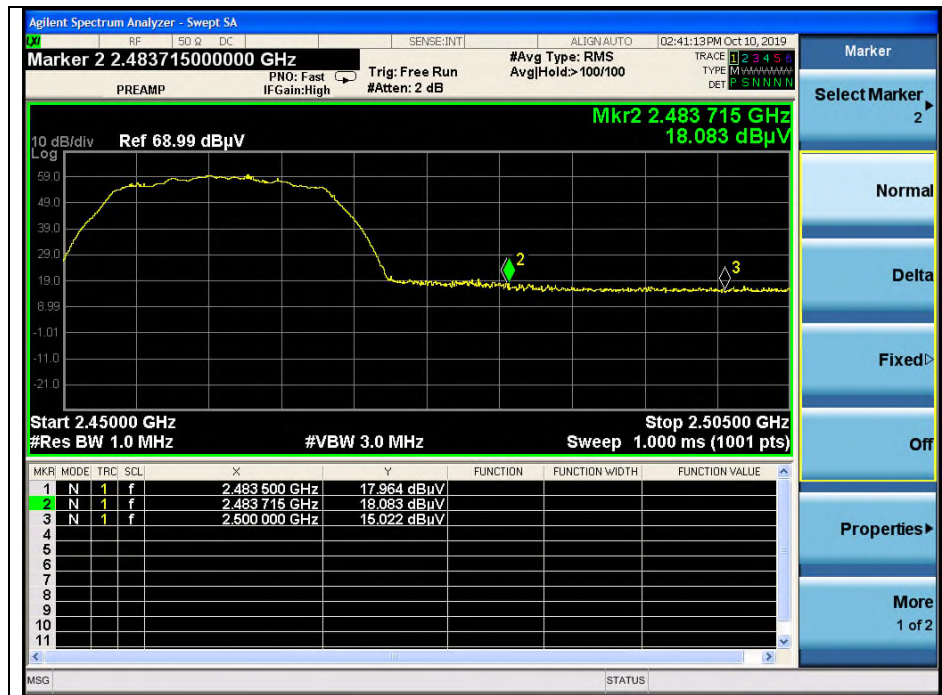 Agilent Spectrum Analyzer - Swept SA
LXI RF 50 Ω DC SENSE:INT ALIGNAUTO 02:41:13 PM Oct 10, 2019
Marker 2 2.483715000000 GHz
PREAMP
PNO: Fast
IFGain:High
Trig: Free Run
#Atten: 2 dB
#Avg Type: RMS
Avg|Hold:>100/100
TRACE 1 2 3 4 5 6
TYPE M
DET P S N N N N
Mkr2 2.483 715 GHz
18.083 dBµV
10 dB/div Ref 68.99 dBµV
Log
59.0
49.0
39.0
29.0
19.0
8.99
-1.01
-11.0
-21.0
2
3
Start 2.45000 GHz Stop 2.50500 GHz
#Res BW 1.0 MHz #VBW 3.0 MHz Sweep 1.000 ms (1001 pts)
MKR MODE TRC SCL X Y FUNCTION FUNCTION WIDTH FUNCTION VALUE
1 N 1 f 2.483 500 GHz 17.964 dBµV
2 N 1 f 2.483 715 GHz 18.083 dBµV
3 N 1 f 2.500 000 GHz 15.022 dBµV
4
5
6
7
8
9
10
11
MSG STATUS
Marker
Select Marker
2
Normal
Delta
Fixed
Off
Properties
More
1 of 2